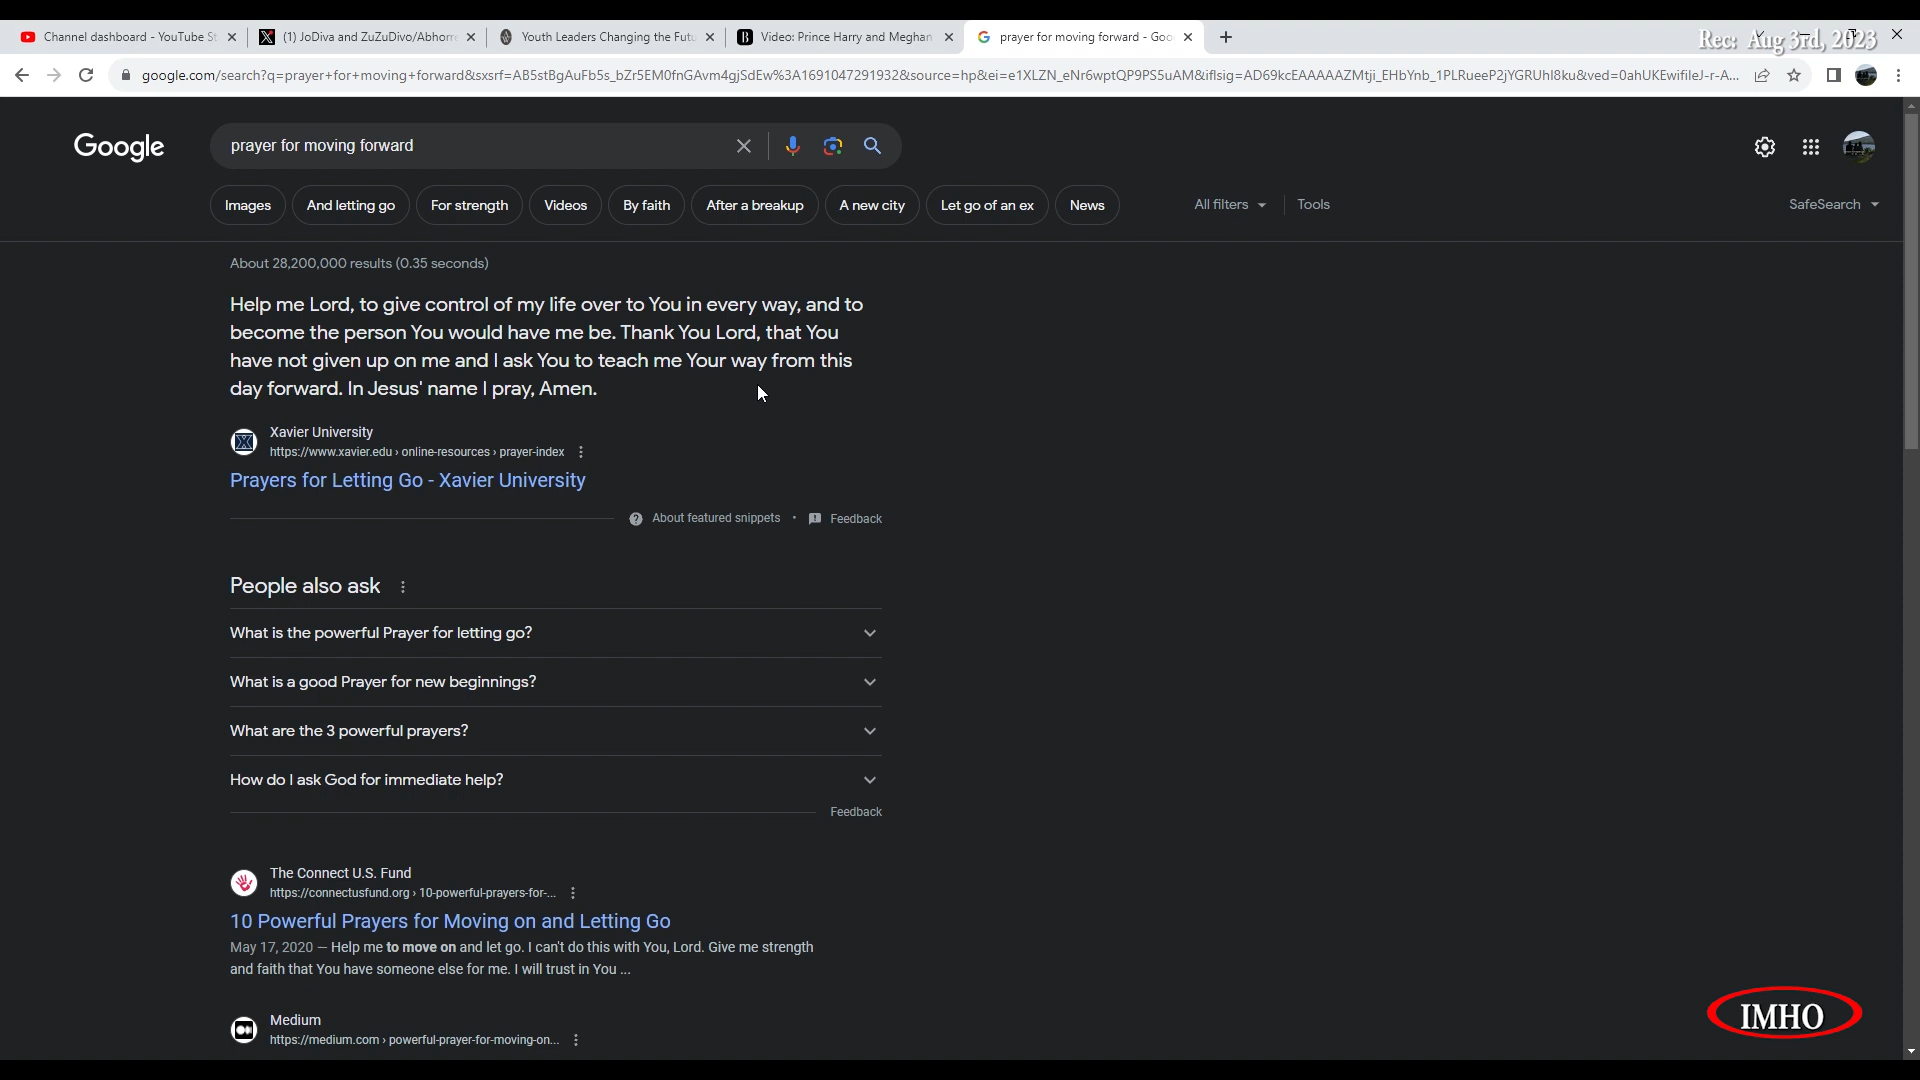 Channel dashboard - YouTube St
(1) JoDiva and ZuZuDivo/Abhorre
Youth Leaders Changing the Futu
Video: Prince Harry and Meghan
prayer for moving forward - Goo
Rec: Aug 3rd, 2023
google.com/search?q=prayer+for+moving+forward&sxsrf=AB5stBgAuFb5s_bZr5EM0fnGAvm4gjSdEw%3A1691047291932&source=hp&ei=e1XLZN_eNr6wptQP9PS5uAM&iflsig=AD69kcEAAAAAZMtji_EHbYnb_1PLRueeP2jYGRUhI8ku&ved=0ahUKEwifileJ-r-A...
Google
prayer for moving forward
Images
And letting go
For strength
Videos
By faith
After a breakup
A new city
Let go of an ex
News
All filters
Tools
SafeSearch
About 28,200,000 results (0.35 seconds)
Help me Lord, to give control of my life over to You in every way, and to
become the person You would have me be. Thank You Lord, that You
have not given up on me and I ask You to teach me Your way from this
day forward. In Jesus' name I pray, Amen.
Xavier University
https://www.xavier.edu › online-resources › prayer-index
Prayers for Letting Go - Xavier University
About featured snippets • Feedback
People also ask
What is the powerful Prayer for letting go?
What is a good Prayer for new beginnings?
What are the 3 powerful prayers?
How do I ask God for immediate help?
Feedback
The Connect U.S. Fund
https://connectusfund.org › 10-powerful-prayers-for-...
10 Powerful Prayers for Moving on and Letting Go
May 17, 2020 — Help me to move on and let go. I can't do this with You, Lord. Give me strength
and faith that You have someone else for me. I will trust in You ...
Medium
https://medium.com › powerful-prayer-for-moving-on...
IMHO